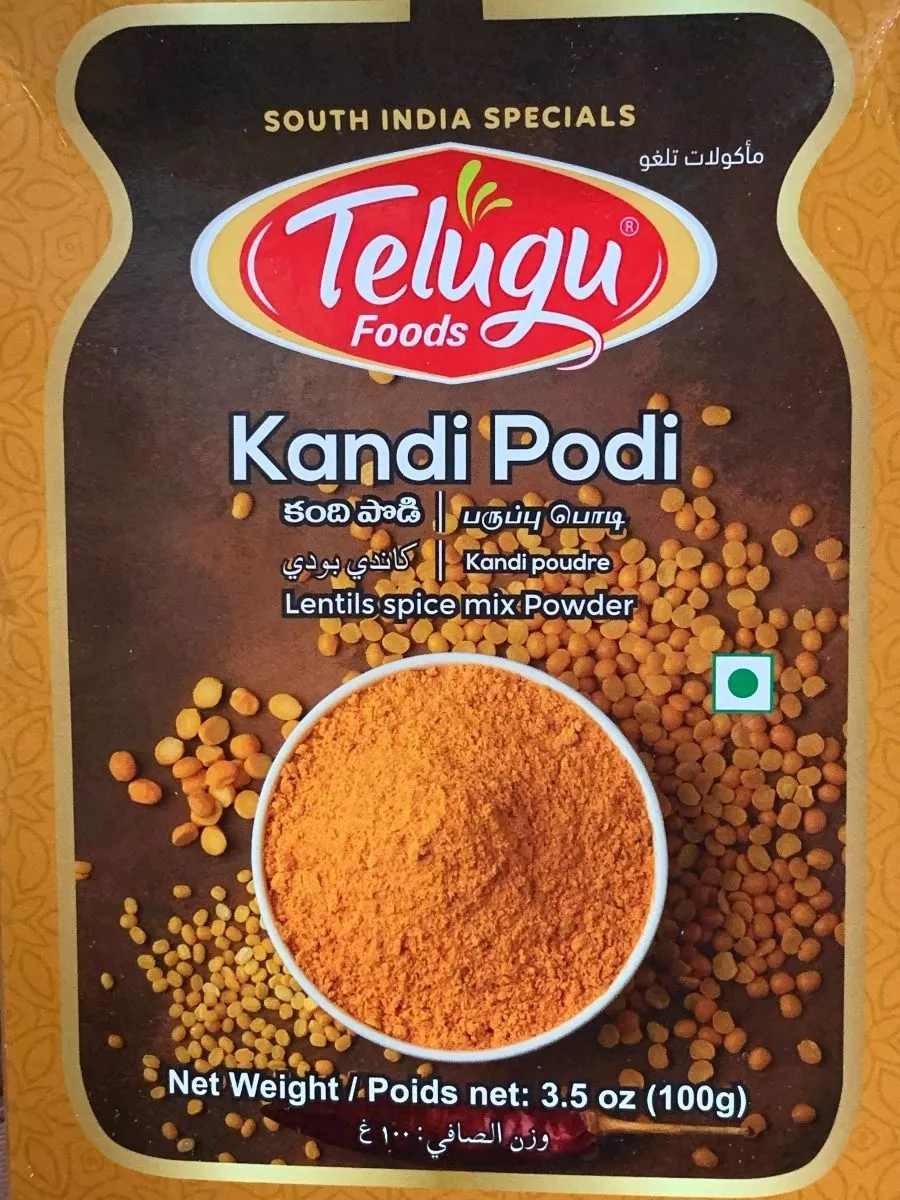 SOUTH INDIA SPECIALS
مأكولات تلغو
Telugu ®
Foods
Kandi Podi
కంది పొడి | பருப்பு பொடி
كاندي بودي | Kandi poudre
Lentils spice mix Powder
Net Weight / Poids net: 3.5 oz (100g)
وزن الصافي: ١٠٠ غ